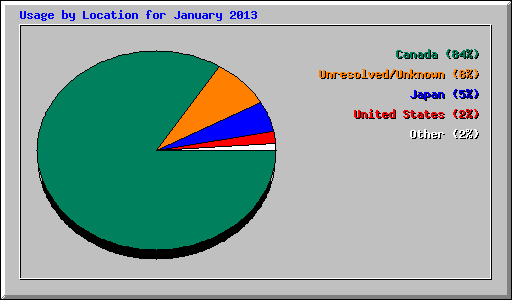 Usage by Location for January 2013
Canada (84%)
Unresolved/Unknown (8%)
Japan (5%)
United States (2%)
Other (2%)